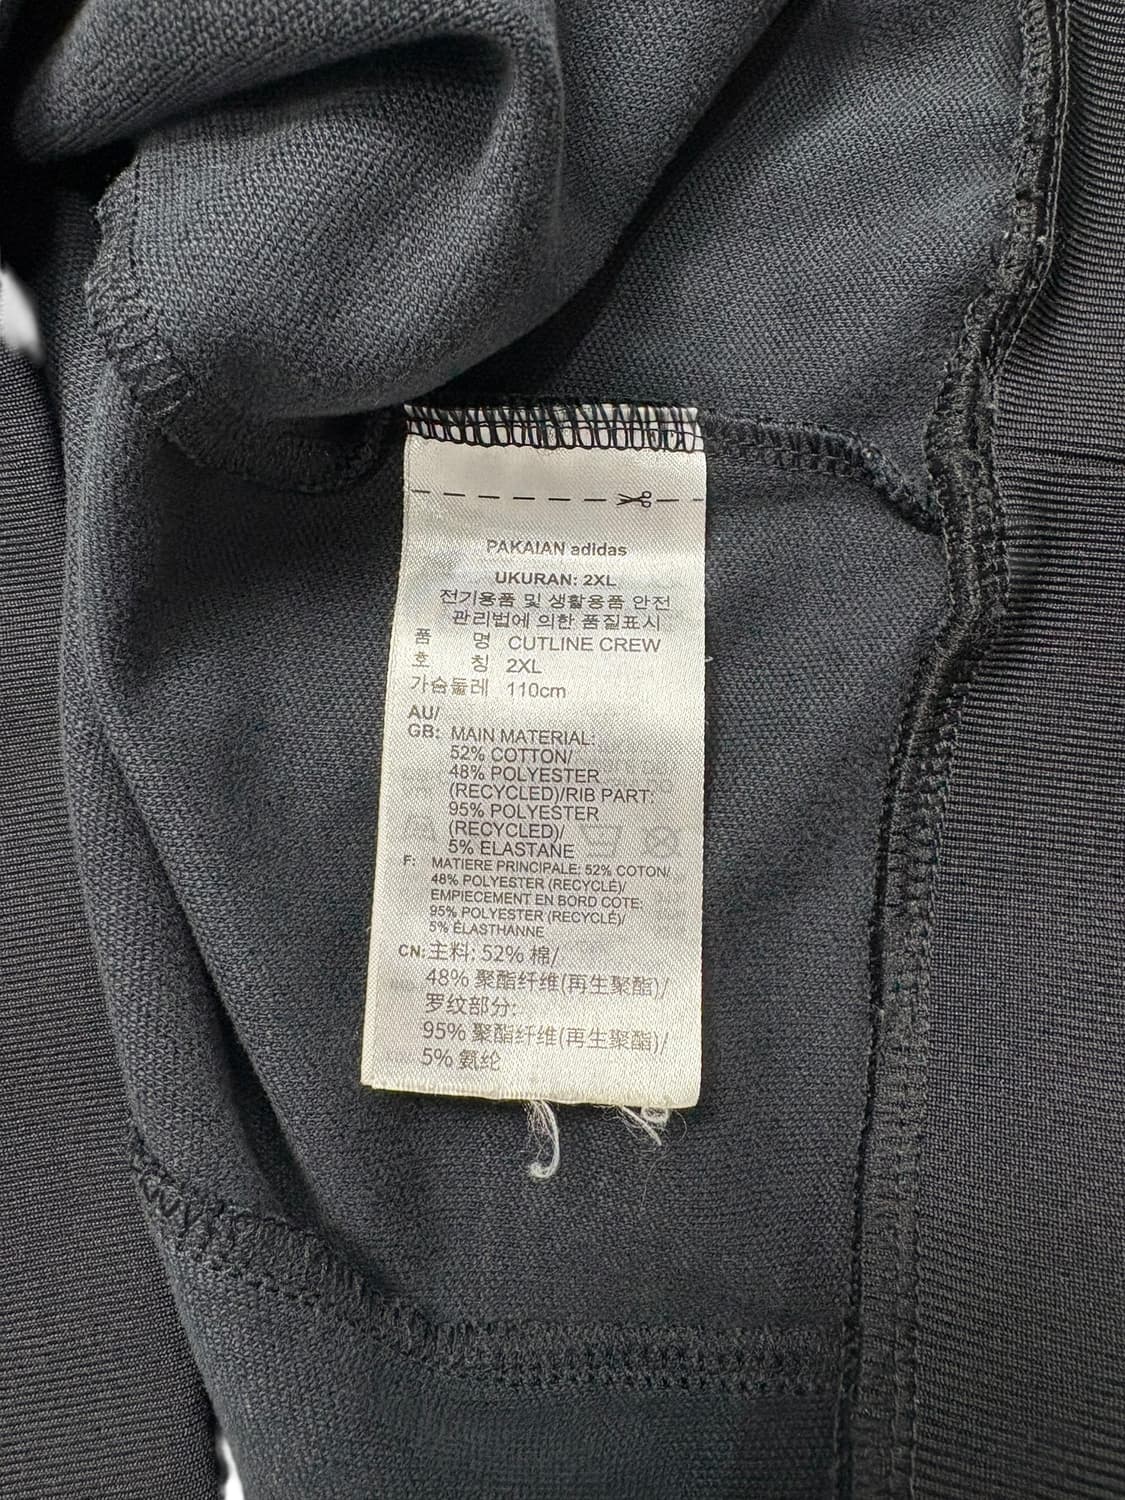 PAKAIAN adidas
UKURAN: 2XL
전기용품 및 생활용품 안전
관리법에 의한 품질표시
품 명 CUTLINE CREW
호 칭 2XL
가슴둘레 110cm
AU/
GB: MAIN MATERIAL:
52% COTTON/
48% POLYESTER
(RECYCLED)/RIB PART:
95% POLYESTER
(RECYCLED)/
5% ELASTANE
F: MATIERE PRINCIPALE: 52% COTON/
48% POLYESTER (RECYCLÉ)/
EMPIECEMENT EN BORD COTE:
95% POLYESTER (RECYCLÉ)/
5% ELASTHANNE
CN: 主料: 52% 棉/
48% 聚酯纤维(再生聚酯)/
罗纹部分:
95% 聚酯纤维(再生聚酯)/
5% 氨纶